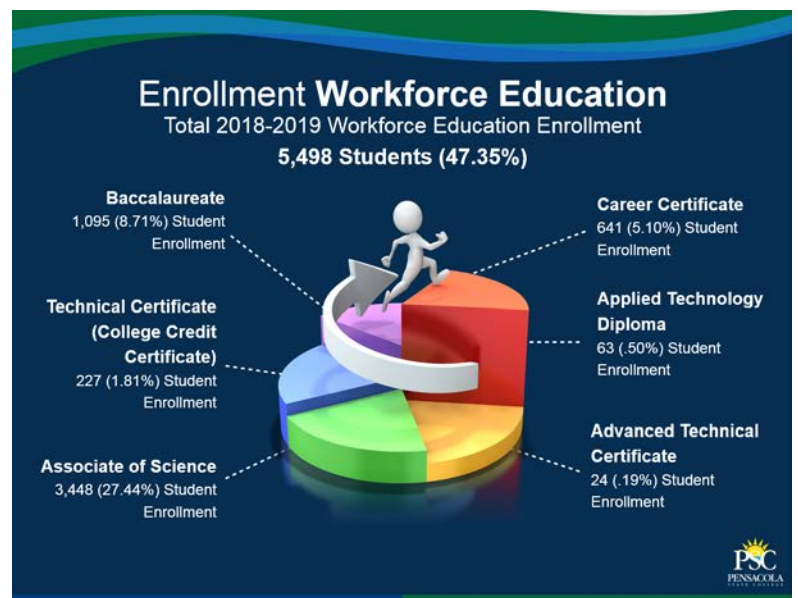 Enrollment Workforce Education
Total 2018-2019 Workforce Education Enrollment
5,498 Students (47.35%)
Baccalaureate
1,095 (8.71%) Student
Enrollment
Technical Certificate
(College Credit
Certificate)
227 (1.81%) Student
Enrollment
Associate of Science
3,448 (27.44%) Student
Enrollment
Career Certificate
641 (5.10%) Student
Enrollment
Applied Technology
Diploma
63 (.50%) Student
Enrollment
Advanced Technical
Certificate
24 (.19%) Student
Enrollment
PSC
PENSACOLA
STATE COLLEGE